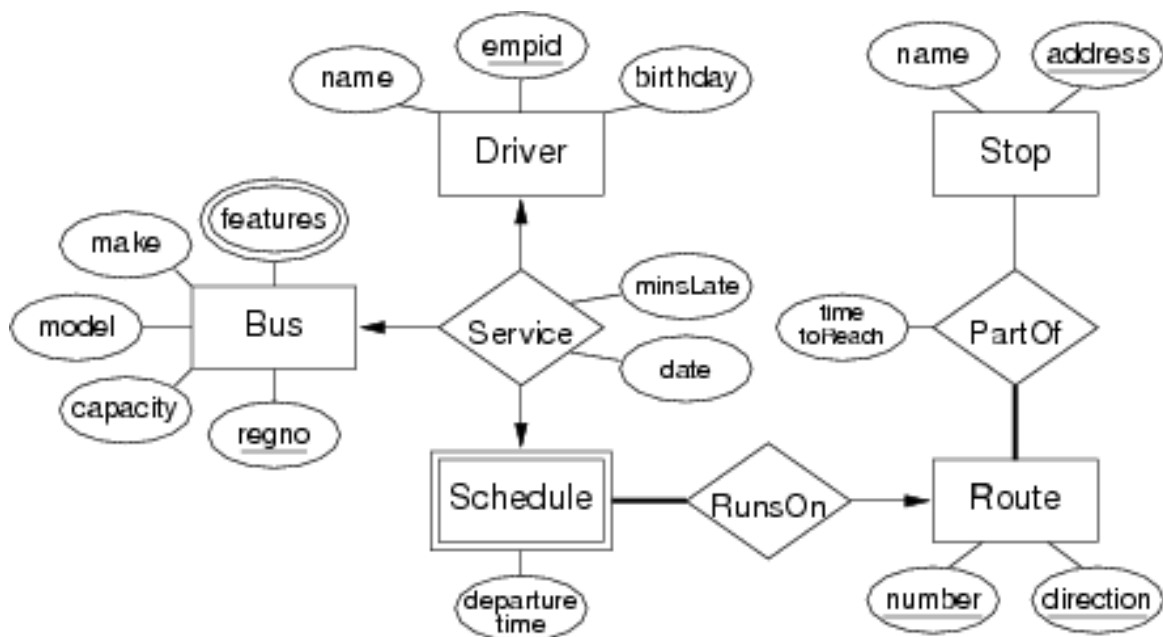 empid
name
birthday
name
address
Driver
Stop
features
make
minsLate
model
Bus
Service
time
toReach
PartOf
date
capacity
regno
Schedule
RunsOn
Route
departure
time
number
direction